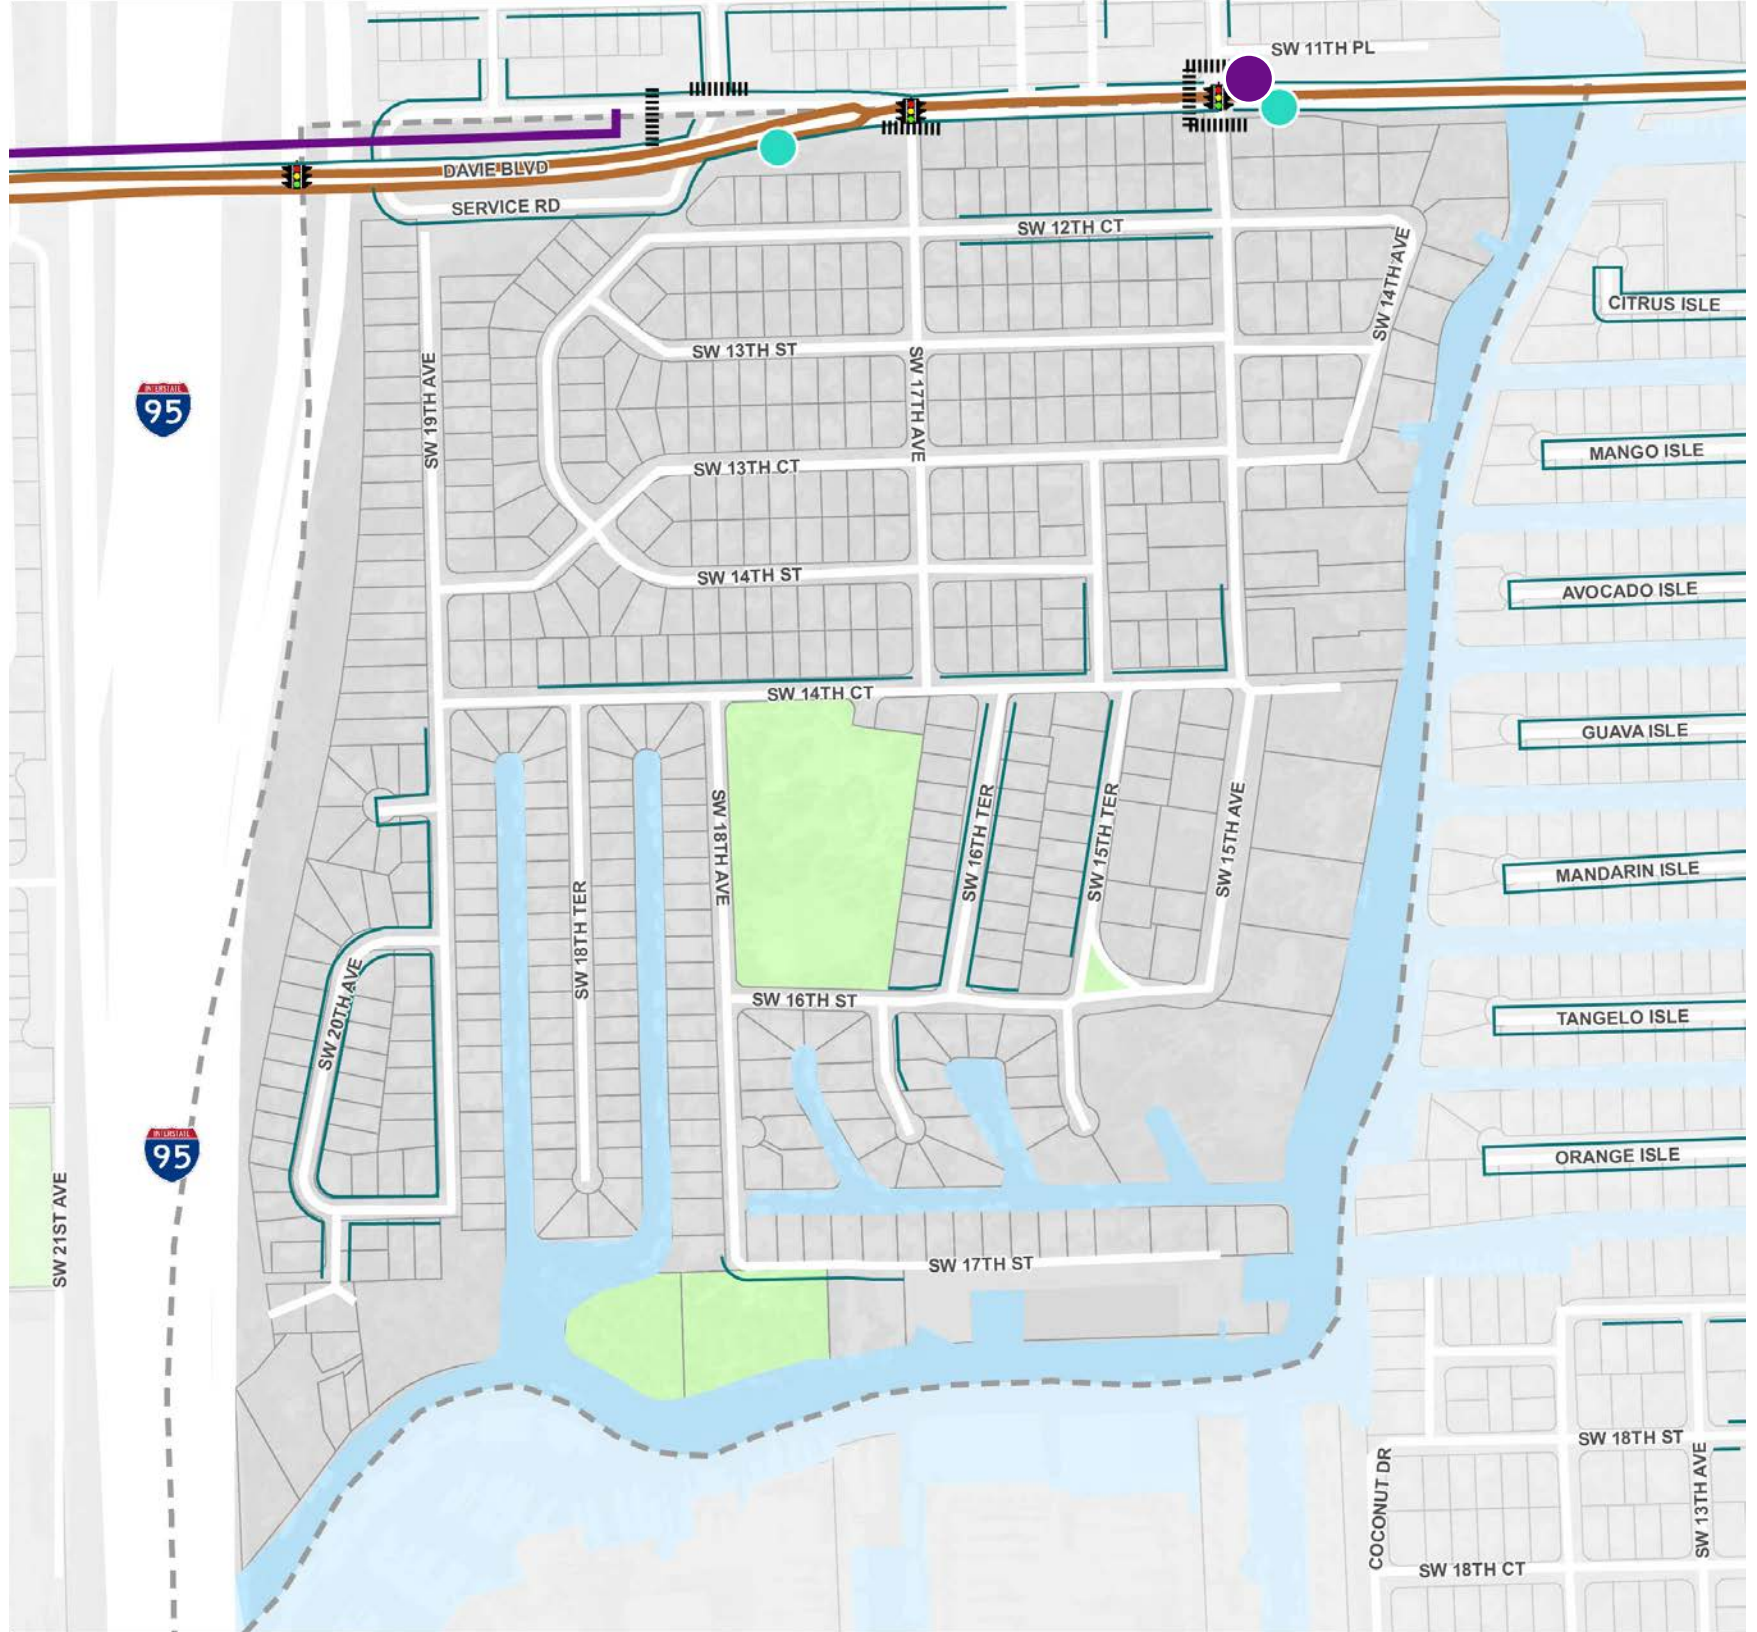 SW 11TH PL
DAVIE BLVD
SERVICE RD
SW 12TH CT
SW 14TH AVE
CITRUS ISLE
SW 13TH ST
SW 19TH AVE
SW 17TH AVE
INTERSTATE
95
MANGO ISLE
SW 13TH CT
SW 14TH ST
AVOCADO ISLE
SW 14TH CT
GUAVA ISLE
SW 18TH AVE
SW 16TH TER
SW 15TH TER
SW 15TH AVE
MANDARIN ISLE
SW 18TH TER
SW 20TH AVE
SW 16TH ST
TANGELO ISLE
INTERSTATE
95
ORANGE ISLE
SW 21ST AVE
SW 17TH ST
SW 18TH ST
COCONUT DR
SW 13TH AVE
SW 18TH CT